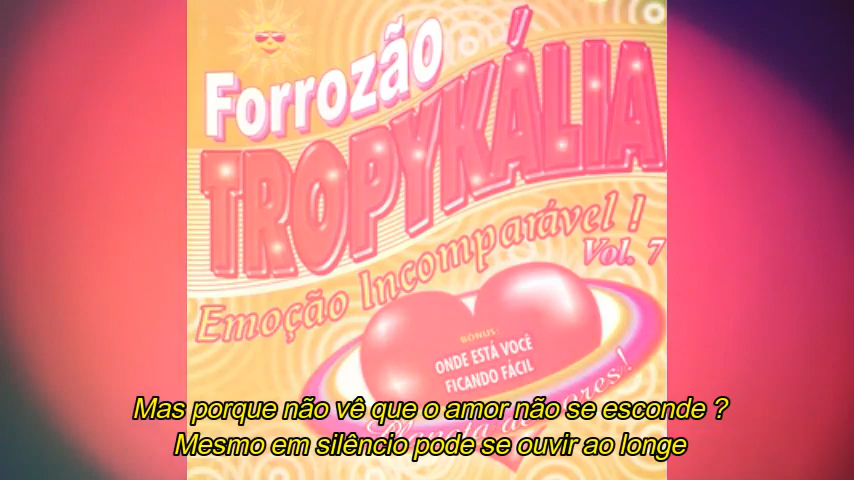 Forrozão
TROPYKÁLIA
Emoção Incomparável !
Vol. 7
BÔNUS:
ONDE ESTÁ VOCÊ
FICANDO FÁCIL
Mas porque não vê que o amor não se esconde ?
Mesmo em silêncio pode se ouvir ao longe